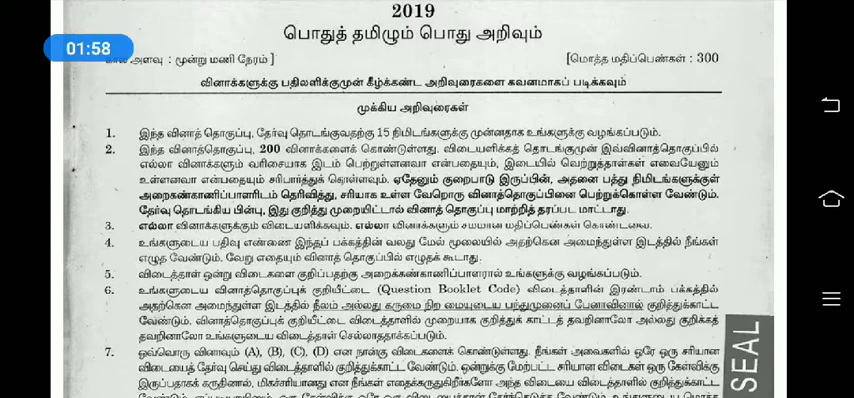 2019
பொதுத் தமிழும் பொது அறிவும்
01:58
கால அளவு : மூன்று மணி நேரம் ]
[மொத்த மதிப்பெண்கள் : 300
வினாக்களுக்கு பதிலளிக்குமுன் கீழ்க்கண்ட அறிவுரைகளை கவனமாகப் படிக்கவும்
முக்கிய அறிவுரைகள்
1. இந்த வினாத் தொகுப்பு, தேர்வு தொடங்குவதற்கு 15 நிமிடங்களுக்கு முன்னதாக உங்களுக்கு வழங்கப்படும்.
2. இந்த வினாத்தொகுப்பு, 200 வினாக்களைக் கொண்டுள்ளது. விடையளிக்கத் தொடங்குமுன் இவ்வினாத்தொகுப்பில்
எல்லா வினாக்களும் வரிசையாக இடம் பெற்றுள்ளனவா என்பதையும், இடையில் வெற்றுத்தாள்கள் எவையேனும்
உள்ளனவா என்பதையும் சரிபார்த்துக் கொள்ளவும். ஏதேனும் குறைபாடு இருப்பின், அதனை பத்து நிமிடங்களுக்குள்
அறைகண்காணிப்பாளரிடம் தெரிவித்து, சரியாக உள்ள வேறொரு வினாத்தொகுப்பினை பெற்றுக்கொள்ள வேண்டும்.
தேர்வு தொடங்கிய பின்பு, இது குறித்து முறையிட்டால் வினாத் தொகுப்பு மாற்றித் தரப்பட மாட்டாது.
3. எல்லா வினாக்களுக்கும் விடையளிக்கவும். எல்லா வினாக்களும் சமமான மதிப்பெண்கள் கொண்டவை.
4. உங்களுடைய பதிவு எண்ணை இந்தப் பக்கத்தின் வலது மேல் மூலையில் அதற்கென அமைந்துள்ள இடத்தில் நீங்கள்
எழுத வேண்டும். வேறு எதையும் வினாத் தொகுப்பில் எழுதக் கூடாது.
5. விடைத்தாள் ஒன்று விடைகளை குறிப்பதற்கு அறைக்கண்காணிப்பாளரால் உங்களுக்கு வழங்கப்படும்.
6. உங்களுடைய வினாத்தொகுப்புக் குறியீட்டை (Question Booklet Code) விடைத்தாளின் இரண்டாம் பக்கத்தில்
அதற்கென அமைந்துள்ள இடத்தில் நீலம் அல்லது கருமை நிற மையுடைய பந்துமுனைப் பேனாவினால் குறித்துக்காட்ட
வேண்டும். வினாத்தொகுப்புக் குறியீட்டை விடைத்தாளில் முறையாக குறித்துக் காட்டத் தவறினாலோ அல்லது குறிக்கத்
தவறினாலோ உங்களுடைய விடைத்தாள் செல்லாததாக்கப்படும்.
7. ஒவ்வொரு வினாவும் (A), (B), (C), (D) என நான்கு விடைகளைக் கொண்டுள்ளது. நீங்கள் அவைகளில் ஒரே ஒரு சரியான
விடையைத் தேர்வு செய்து விடைத்தாளில் குறித்துக்காட்ட வேண்டும். ஒன்றுக்கு மேற்பட்ட சரியான விடைகள் ஒரு கேள்விக்கு
இருப்பதாகக் கருதினால், மிகச்சரியானது என நீங்கள் எதைக்கருதுகிறீர்களோ அந்த விடையை விடைத்தாளில் குறித்துக்காட்ட
SEAL